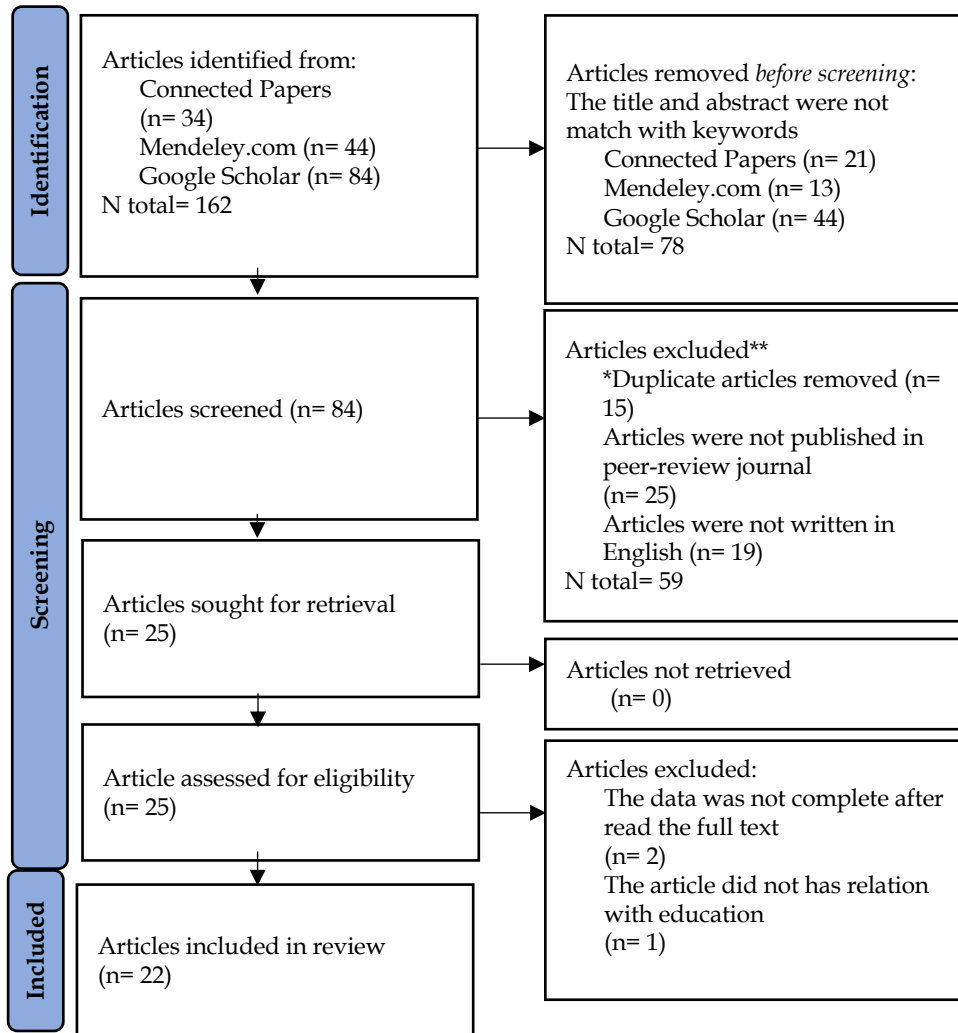 Identification
Articles identified from:
Connected Papers
(n= 34)
Mendeley.com (n= 44)
Google Scholar (n= 84)
N total= 162
Articles removed before screening:
The title and abstract were not
match with keywords
Connected Papers (n= 21)
Mendeley.com (n= 13)
Google Scholar (n= 44)
N total= 78
Screening
Articles screened (n= 84)
Articles excluded**
*Duplicate articles removed (n=
15)
Articles were not published in
peer-review journal
(n= 25)
Articles were not written in
English (n= 19)
N total= 59
Articles sought for retrieval
(n= 25)
Articles not retrieved
(n= 0)
Article assessed for eligibility
(n= 25)
Articles excluded:
The data was not complete after
read the full text
(n= 2)
The article did not has relation
with education
(n= 1)
Included
Articles included in review
(n= 22)